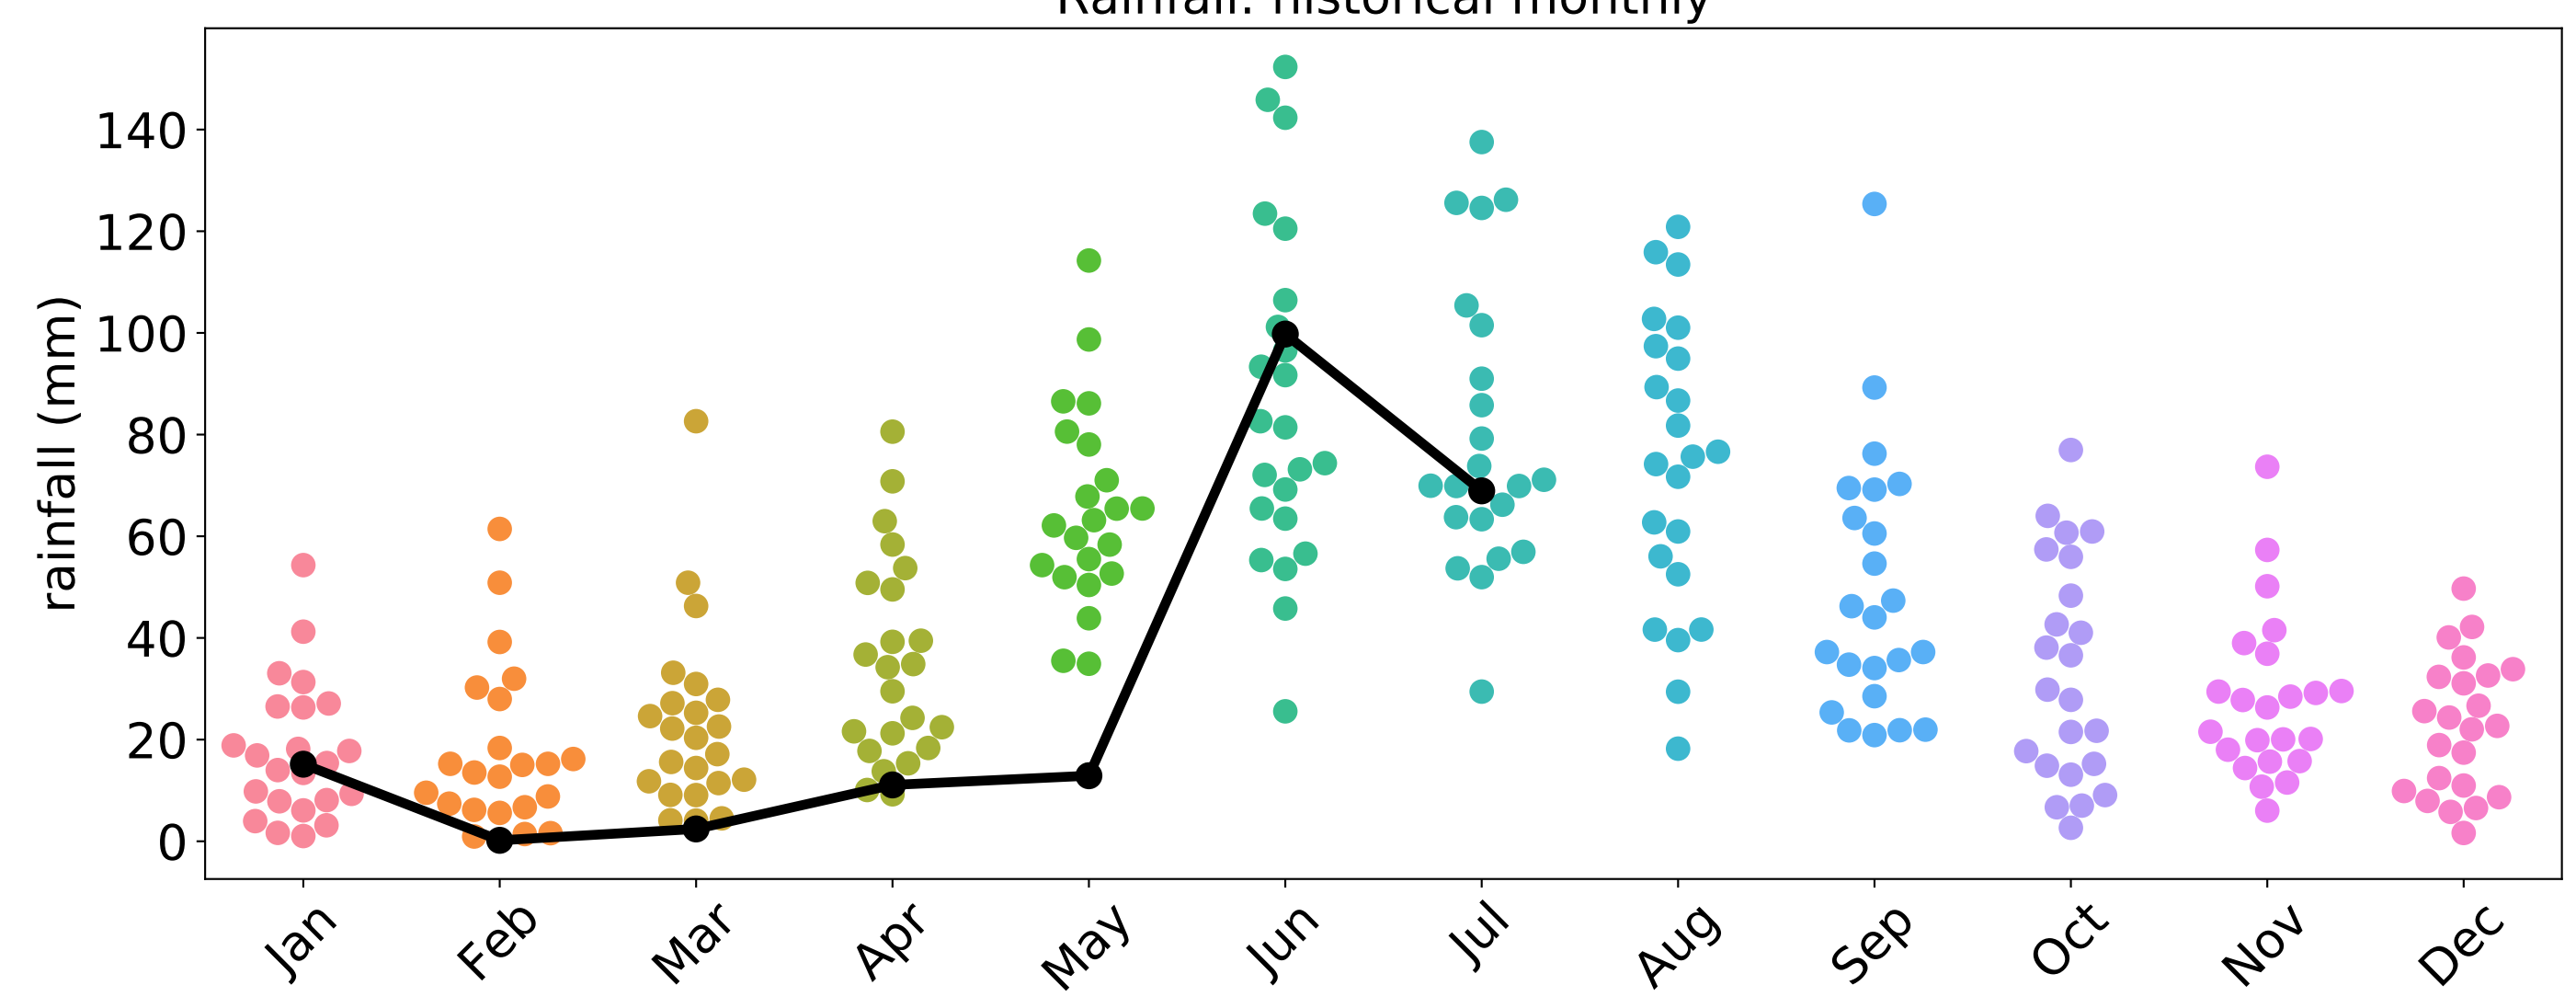 Rainfall: historical monthly
140
120
100
80
60
40
20
0
rainfall (mm)
Jan
Feb
Mar
Apr
May
Jun
Jul
Aug
Sep
Oct
Nov
Dec